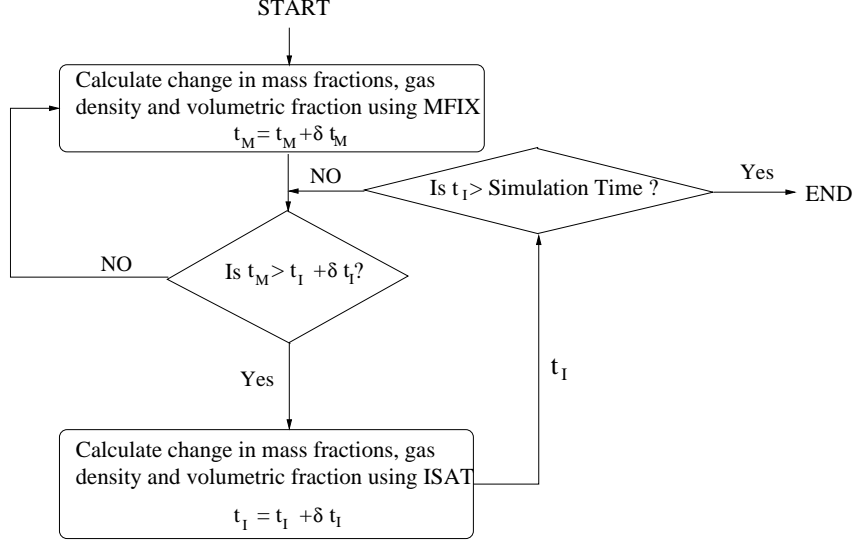 START
Calculate change in mass fractions, gas
density and volumetric fraction using MFIX
t_M = t_M + δ t_M
NO
Is t_I > Simulation Time ?
Yes
END
NO
Is t_M > t_I + δ t_I?
Yes
t_I
Calculate change in mass fractions, gas
density and volumetric fraction using ISAT
t_I = t_I + δ t_I